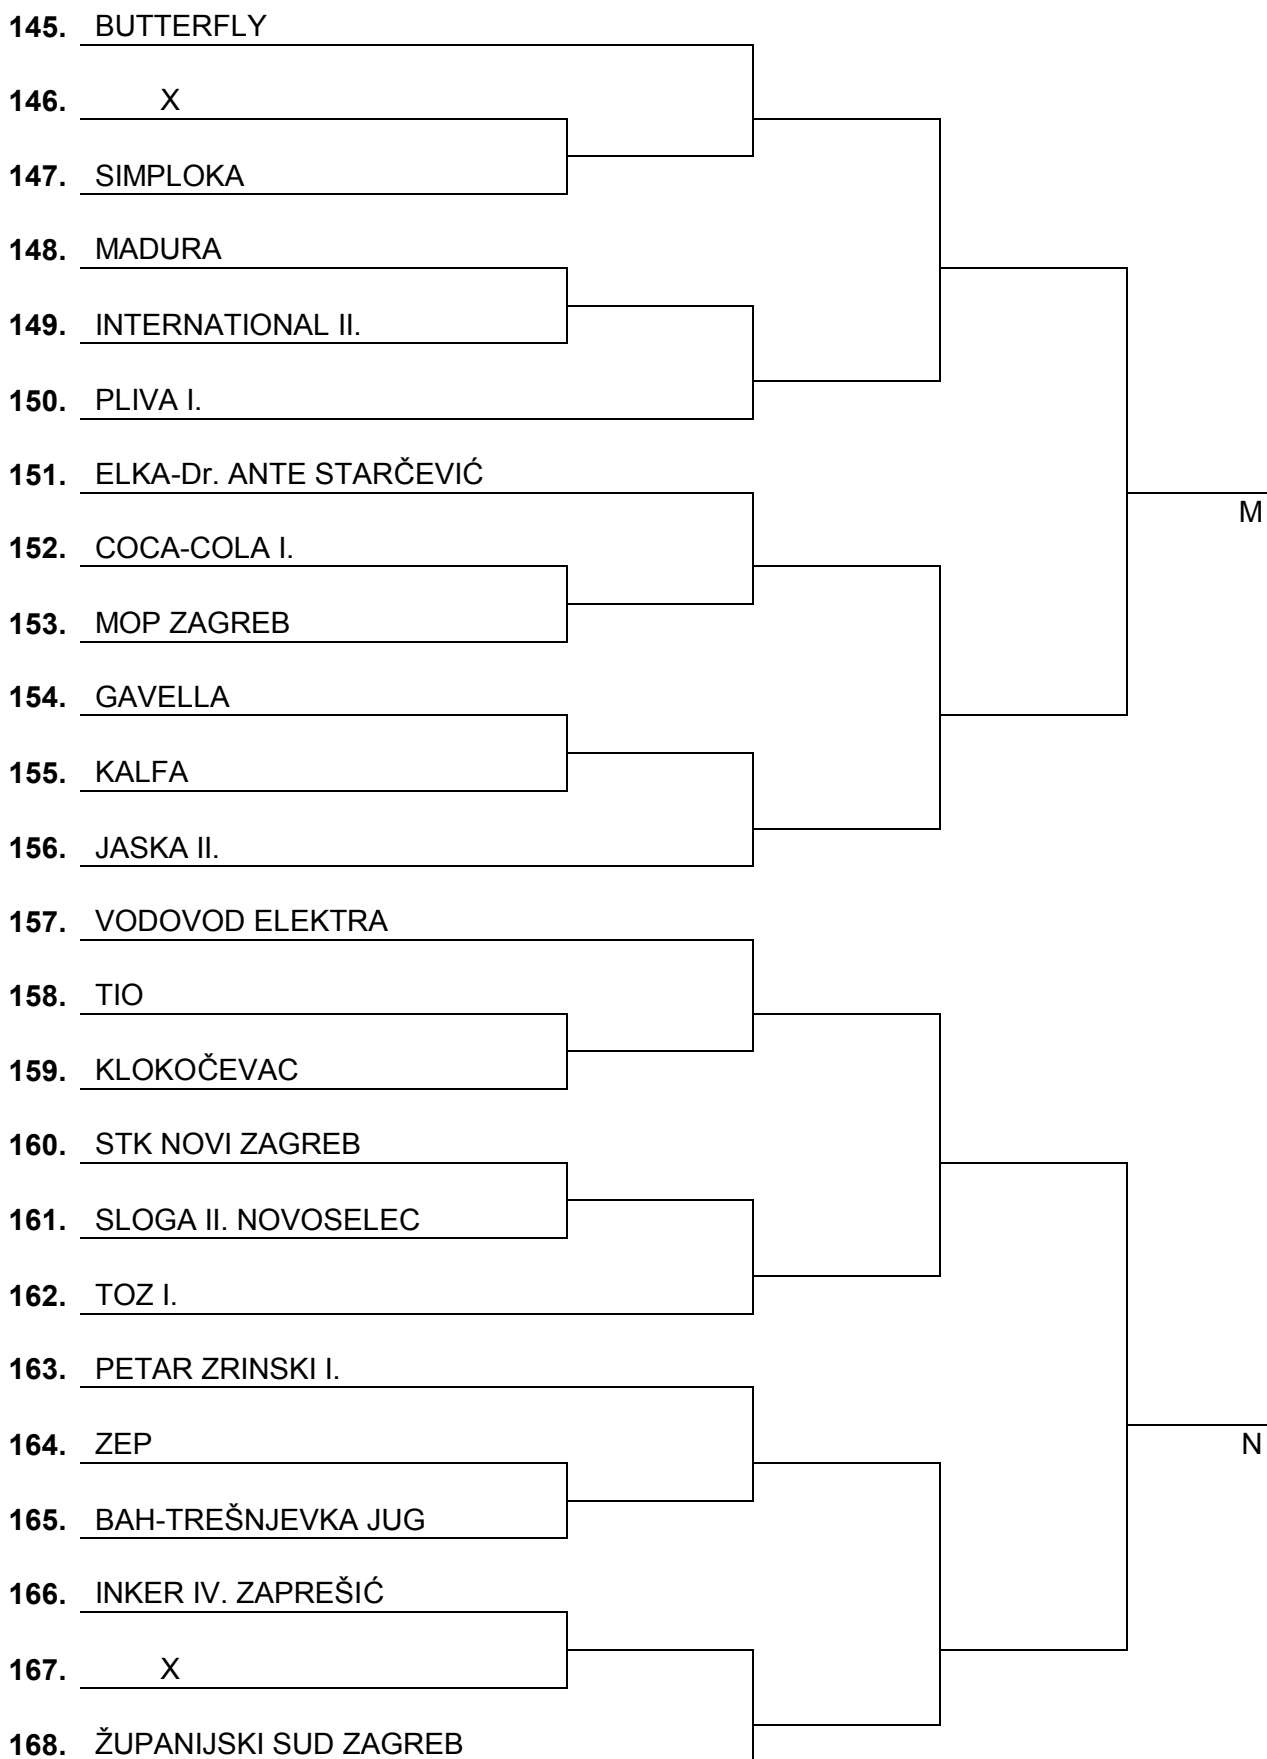 145. BUTTERFLY
146. X
147. SIMPLOKA
148. MADURA
149. INTERNATIONAL II.
150. PLIVA I.
151. ELKA-Dr. ANTE STARČEVIĆ
M
152. COCA-COLA I.
153. MOP ZAGREB
154. GAVELLA
155. KALFA
156. JASKA II.
157. VODOVOD ELEKTRA
158. TIO
159. KLOKOČEVAC
160. STK NOVI ZAGREB
161. SLOGA II. NOVOSELEC
162. TOZ I.
163. PETAR ZRINSKI I.
164. ZEP
N
165. BAH-TREŠNJEVKA JUG
166. INKER IV. ZAPREŠIĆ
167. X
168. ŽUPANIJSKI SUD ZAGREB